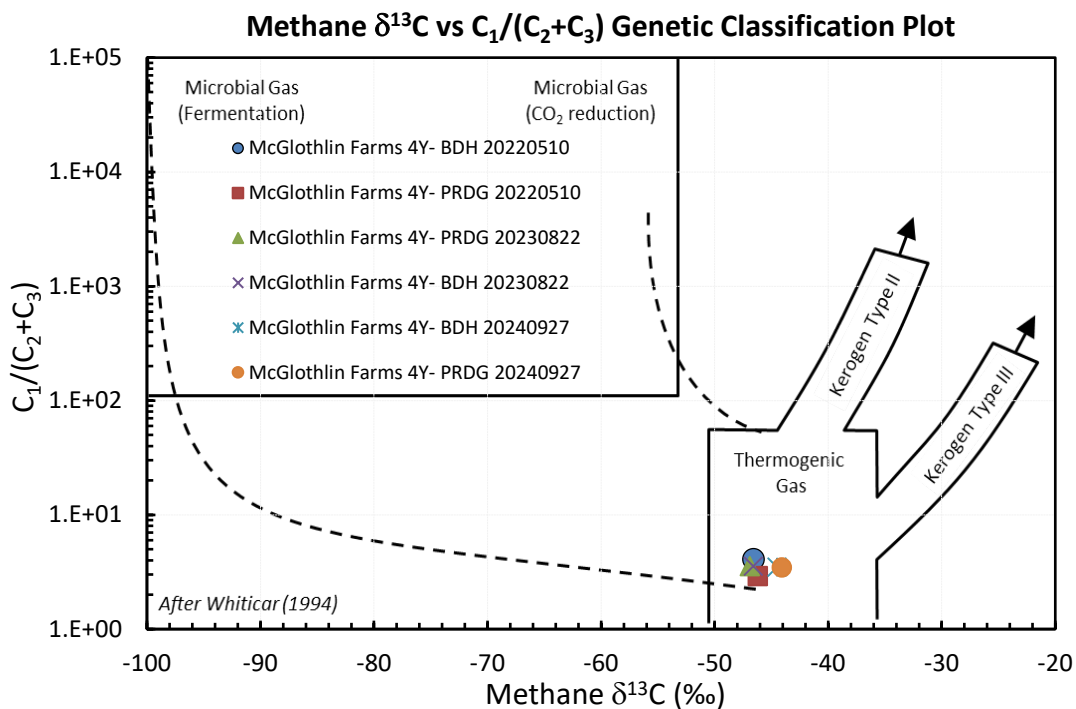 Methane δ¹³C vs C₁/(C₂+C₃) Genetic Classification Plot
1.E+05
1.E+04
1.E+03
1.E+02
1.E+01
1.E+00
C₁/(C₂+C₃)
Microbial Gas
(Fermentation)
Microbial Gas
(CO₂ reduction)
McGlothlin Farms 4Y- BDH 20220510
McGlothlin Farms 4Y- PRDG 20220510
McGlothlin Farms 4Y- PRDG 20230822
McGlothlin Farms 4Y- BDH 20230822
McGlothlin Farms 4Y- BDH 20240927
McGlothlin Farms 4Y- PRDG 20240927
Kerogen Type II
Kerogen Type III
Thermogenic
Gas
After Whiticar (1994)
-100 -90 -80 -70 -60 -50 -40 -30 -20
Methane δ¹³C (‰)